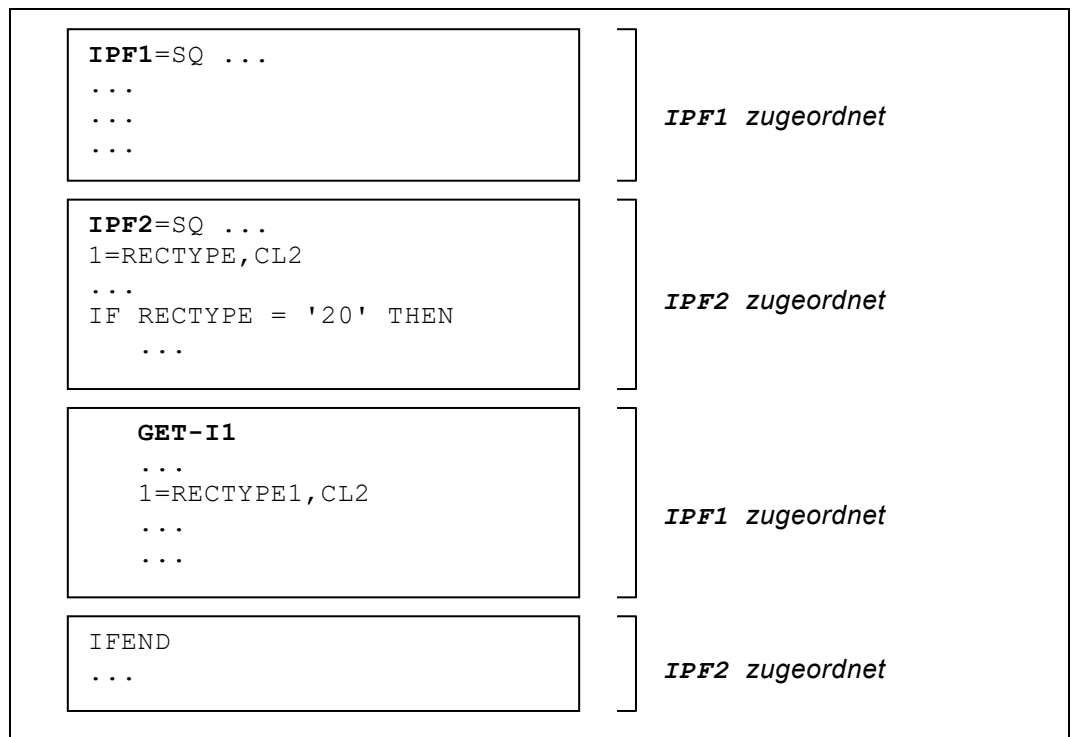 IPF1=SQ ...
...
...
IPF1 zugeordnet
...
IPF2=SQ ...
1=RECTYPE,CL2
...
IF RECTYPE = '20' THEN
IPF2 zugeordnet
...
GET-I1
...
1=RECTYPE1,CL2
...
IPF1 zugeordnet
...
IFEND
...
IPF2 zugeordnet